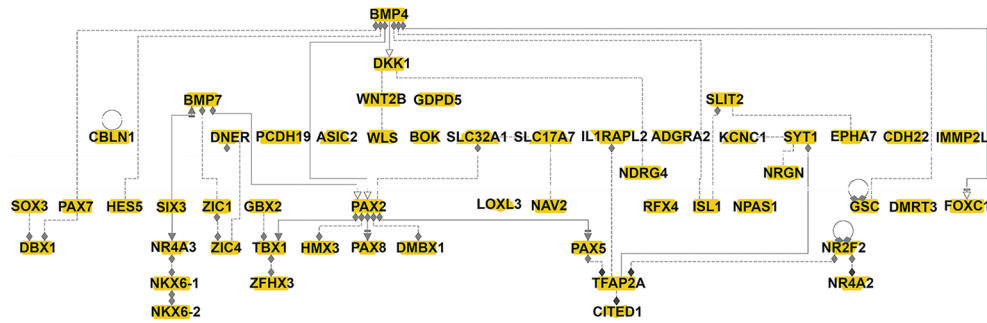 BMP4
DKK1
BMP7 WNT2B GDPD5 SLIT2
CBLN1 DNER PCDH19 ASIC2 WLS BOK SLC32A1 SLC17A7 IL1RAPL2 ADGRA2 KCNC1 SYT1 EPHA7 CDH22 IMMP2L
NDRG4 NRGN
SOX3 PAX7 HES5 SIX3 ZIC1 GBX2 PAX2 LOXL3 NAV2 RFX4 ISL1 NPAS1 GSC DMRT3 FOXC1
DBX1 NR4A3 ZIC4 TBX1 HMX3 PAX8 DMBX1 PAX5 NR2F2
NKX6-1 ZFHX3 TFAP2A NR4A2
NKX6-2 CITED1